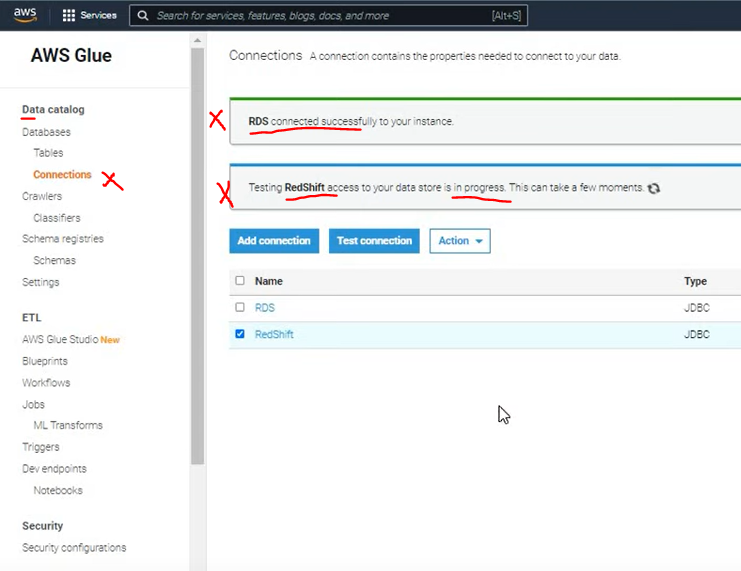 aws Services Search for services, features, blogs, docs, and more [Alt+S]
AWS Glue
Data catalog
Databases
Tables
Connections
Crawlers
Classifiers
Schema registries
Schemas
Settings
ETL
AWS Glue Studio New
Blueprints
Workflows
Jobs
ML Transforms
Triggers
Dev endpoints
Notebooks
Security
Security configurations
Connections A connection contains the properties needed to connect to your data.
RDS connected successfully to your instance.
Testing RedShift access to your data store is in progress. This can take a few moments.
Add connection Test connection Action
Name Type
RDS JDBC
RedShift JDBC